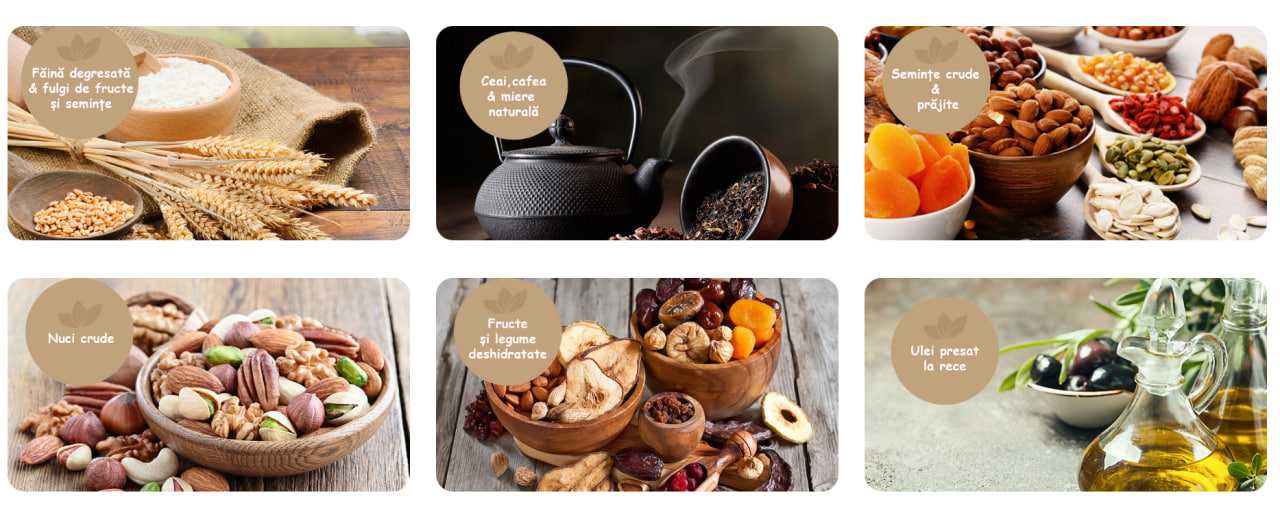 Făină degresată
& fulgi de fructe
și semințe
Ceai,cafea
& miere
naturală
Semințe crude
&
prăjite
Nuci crude
Fructe
și legume
deshidratate
Ulei presat
la rece